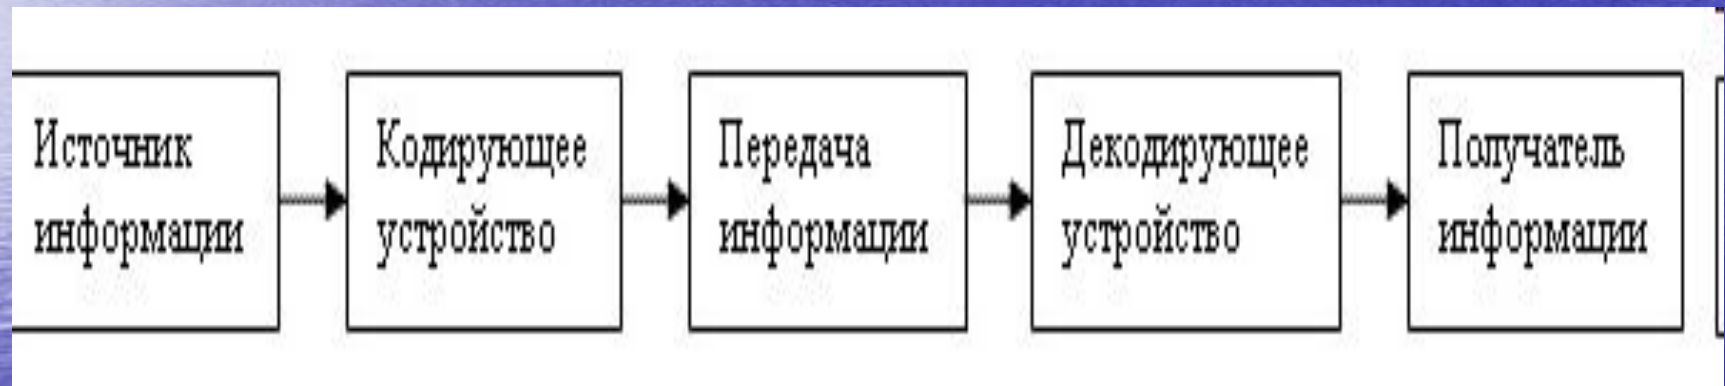 Источник
информации
Кодирующее
устройство
Передача
информации
Декодирующее
устройство
Получатель
информации